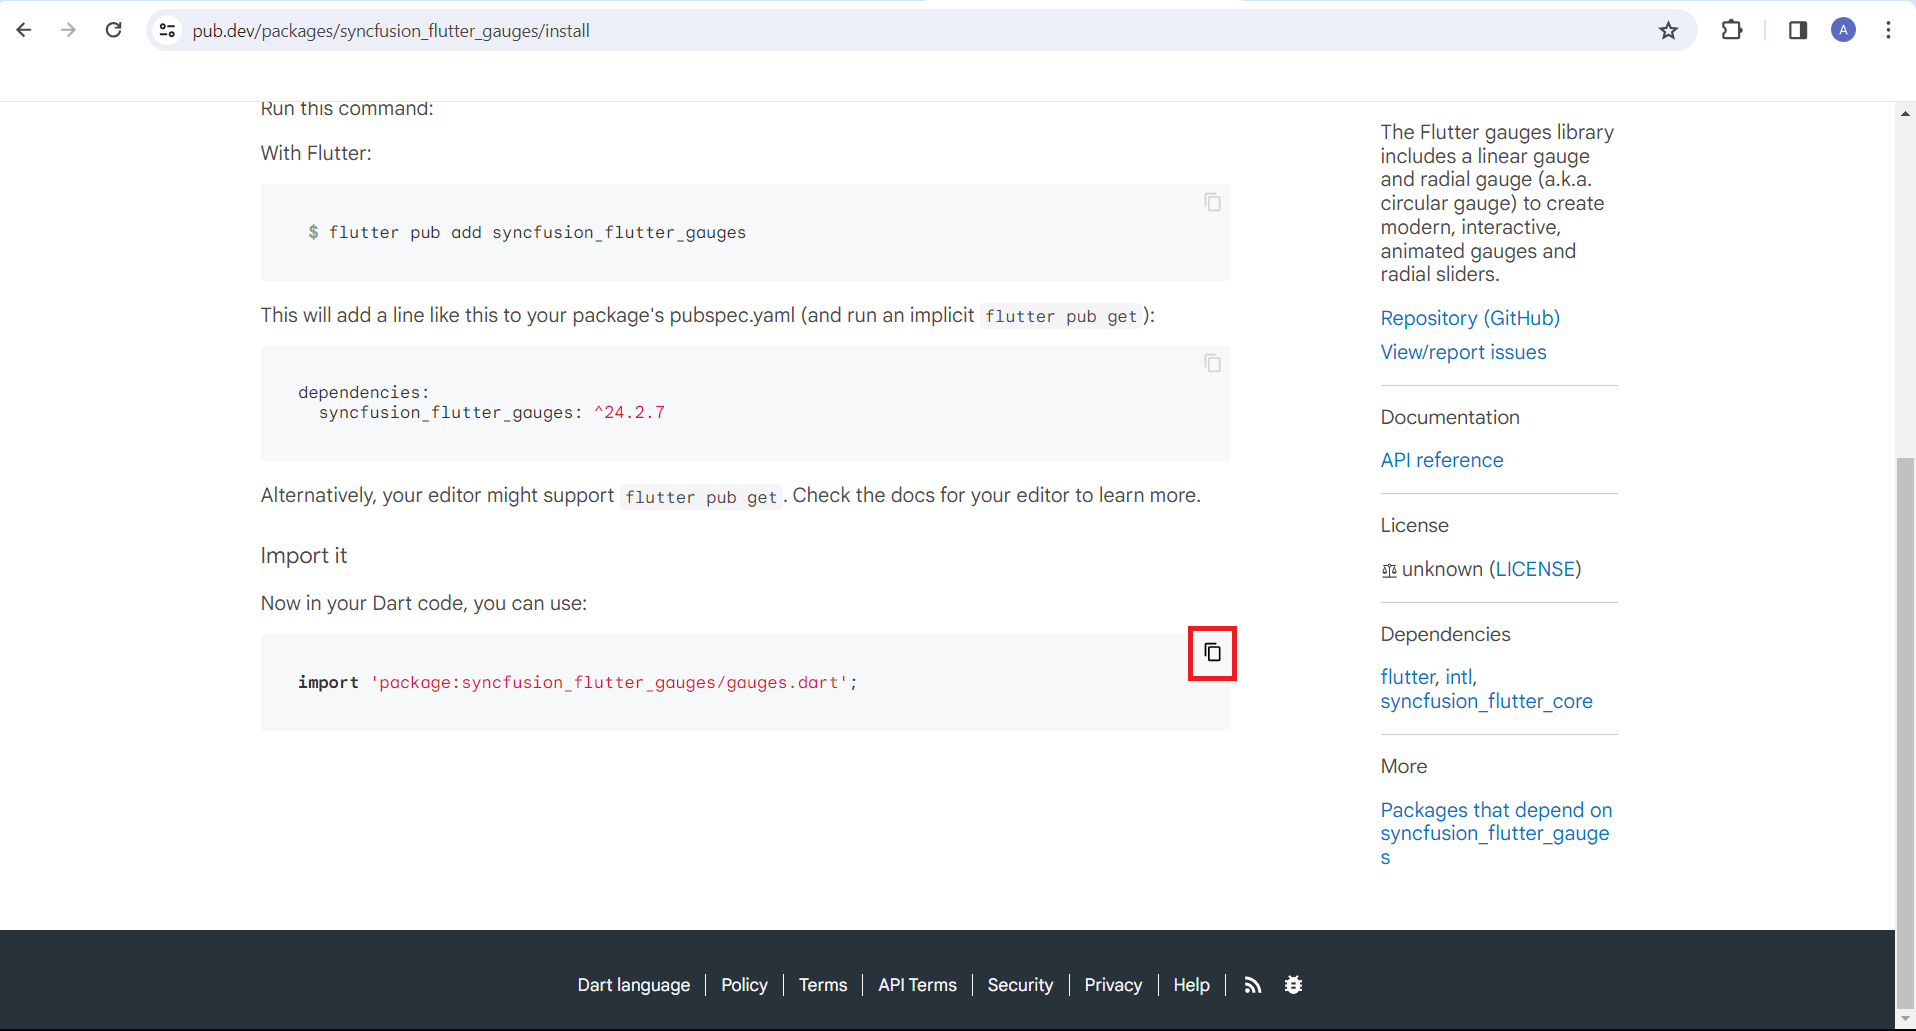 pub.dev/packages/syncfusion_flutter_gauges/install
A
Run this command:
With Flutter:
$ flutter pub add syncfusion_flutter_gauges
This will add a line like this to your package's pubspec.yaml (and run an implicit flutter pub get):
dependencies:
  syncfusion_flutter_gauges: ^24.2.7
Alternatively, your editor might support flutter pub get. Check the docs for your editor to learn more.
Import it
Now in your Dart code, you can use:
import 'package:syncfusion_flutter_gauges/gauges.dart';
The Flutter gauges library
includes a linear gauge
and radial gauge (a.k.a.
circular gauge) to create
modern, interactive,
animated gauges and
radial sliders.
Repository (GitHub)
View/report issues
Documentation
API reference
License
unknown (LICENSE)
Dependencies
flutter, intl,
syncfusion_flutter_core
More
Packages that depend on
syncfusion_flutter_gauge
s
Dart language | Policy | Terms | API Terms | Security | Privacy | Help |